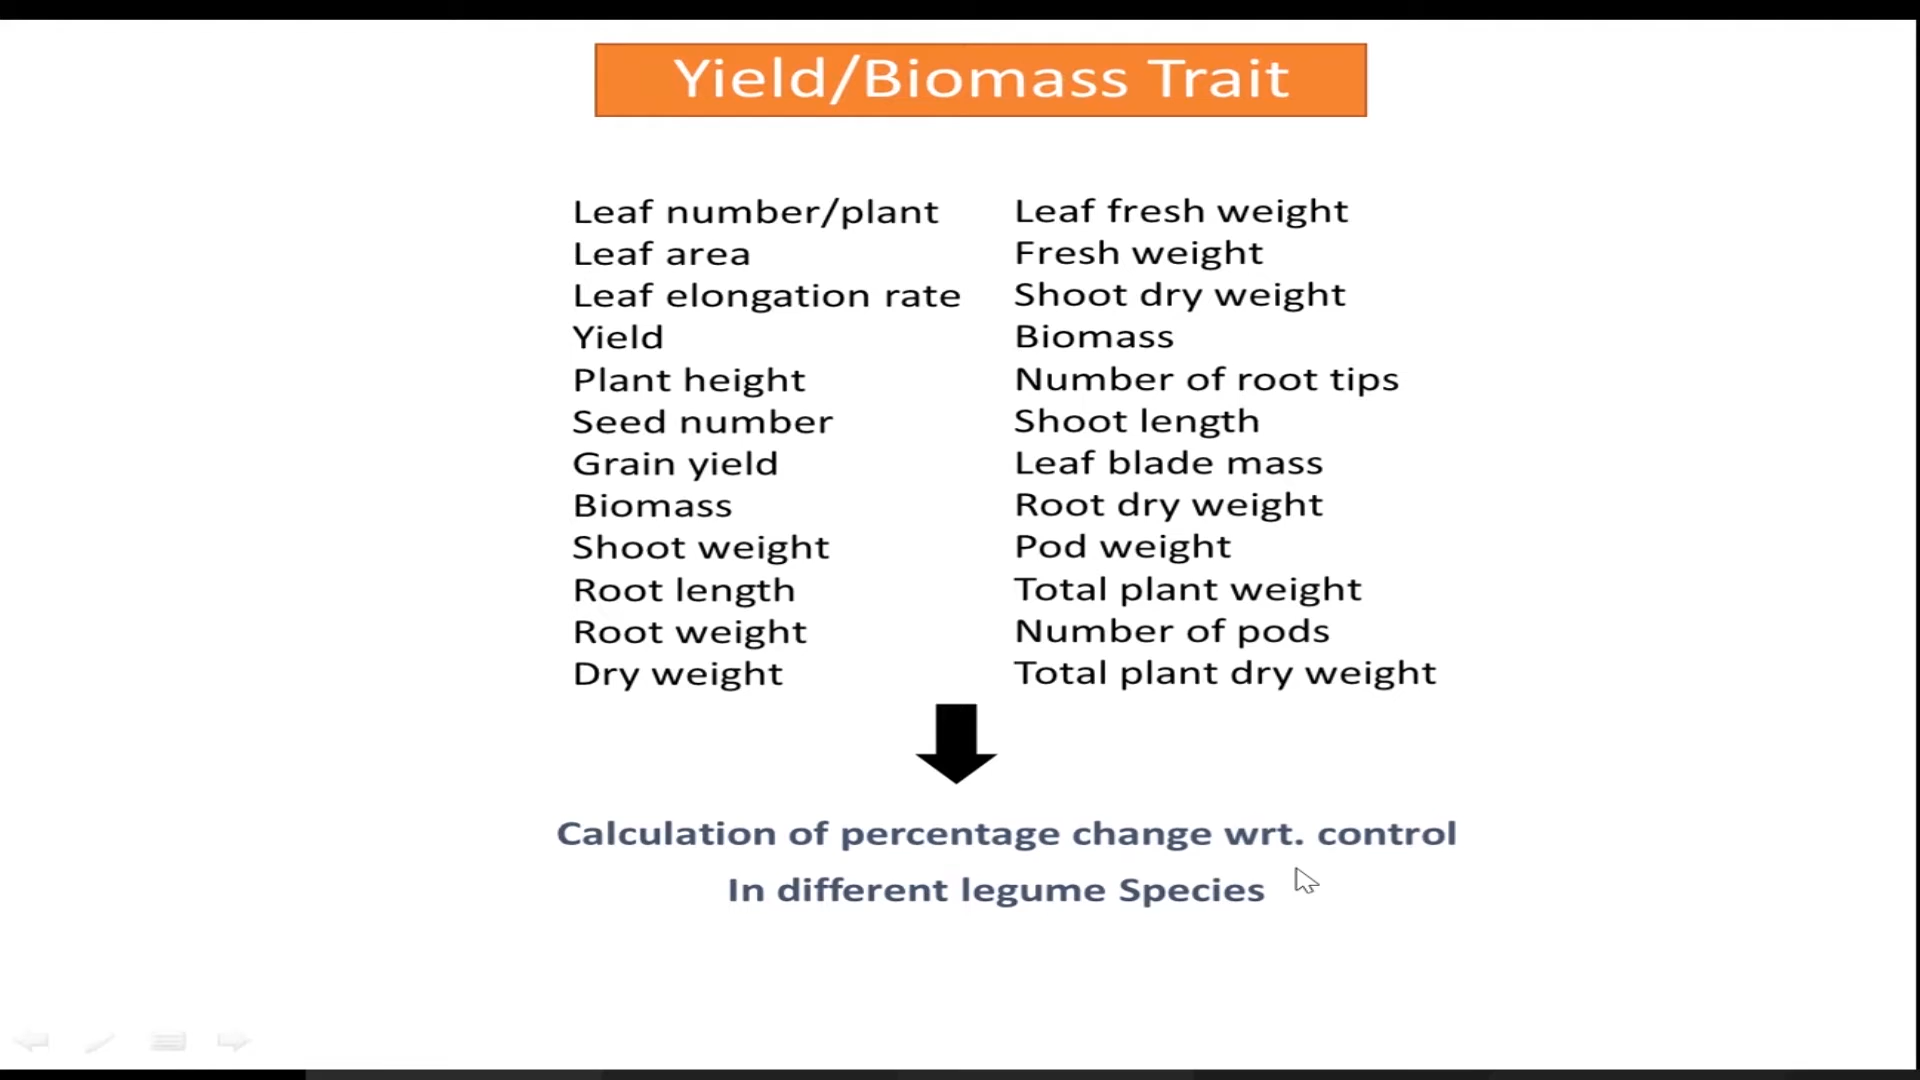 Yield/Biomass Trait
Leaf number/plant
Leaf area
Leaf elongation rate
Yield
Plant height
Seed number
Grain yield
Biomass
Shoot weight
Root length
Root weight
Dry weight
Leaf fresh weight
Fresh weight
Shoot dry weight
Biomass
Number of root tips
Shoot length
Leaf blade mass
Root dry weight
Pod weight
Total plant weight
Number of pods
Total plant dry weight
Calculation of percentage change wrt. control
In different legume Species